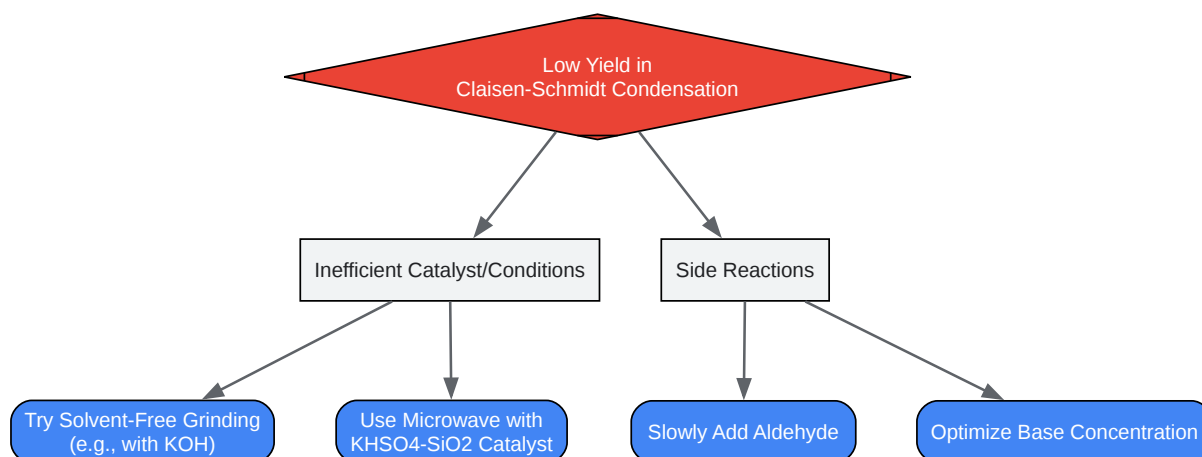 Low Yield in
Claisen-Schmidt Condensation
Inefficient Catalyst/Conditions
Side Reactions
Try Solvent-Free Grinding
(e.g., with KOH)
Use Microwave with
KHSO4-SiO2 Catalyst
Slowly Add Aldehyde
Optimize Base Concentration